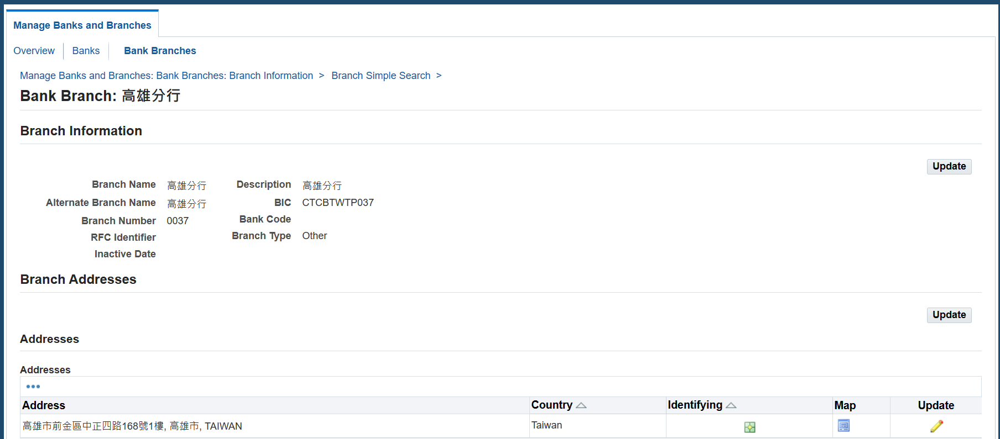 Manage Banks and Branches
Overview Banks Bank Branches
Manage Banks and Branches: Bank Branches: Branch Information > Branch Simple Search >
Bank Branch: 高雄分行
Branch Information
Update
Branch Name 高雄分行 Description 高雄分行
Alternate Branch Name 高雄分行 BIC CTCBTWTP037
Branch Number 0037 Bank Code
RFC Identifier Branch Type Other
Inactive Date
Branch Addresses
Update
Addresses
Addresses
Address Country Identifying Map Update
高雄市前金區中正四路168號1樓, 高雄市, TAIWAN Taiwan